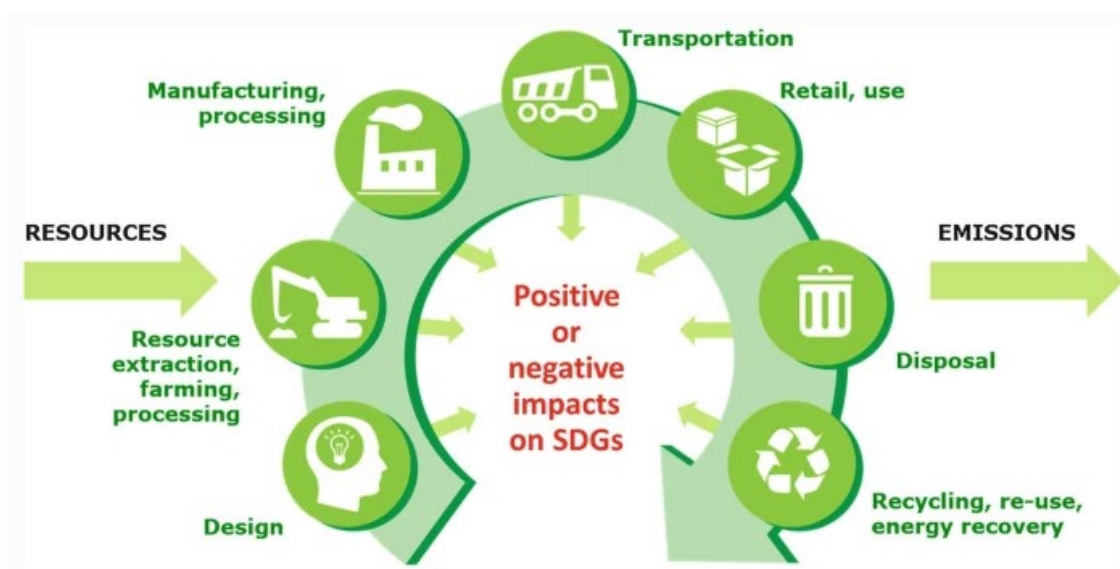 Transportation
Manufacturing,
processing
Retail, use
RESOURCES
EMISSIONS
Positive
or
negative
impacts
on SDGs
Resource
extraction,
farming,
processing
Disposal
Design
Recycling, re-use,
energy recovery